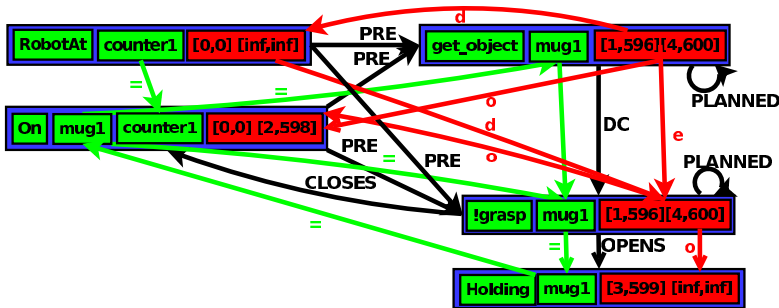 d
RobotAt counter1 [0,0] [inf,inf]
PRE
get_object mug1 [1,596][4,600]
PRE
=
=
PLANNED
o
On mug1 counter1 [0,0] [2,598]
d
DC
e
PRE
=
o
PRE
PLANNED
CLOSES
!grasp mug1 [1,596][4,600]
=
=
OPENS
o
Holding mug1 [3,599] [inf,inf]